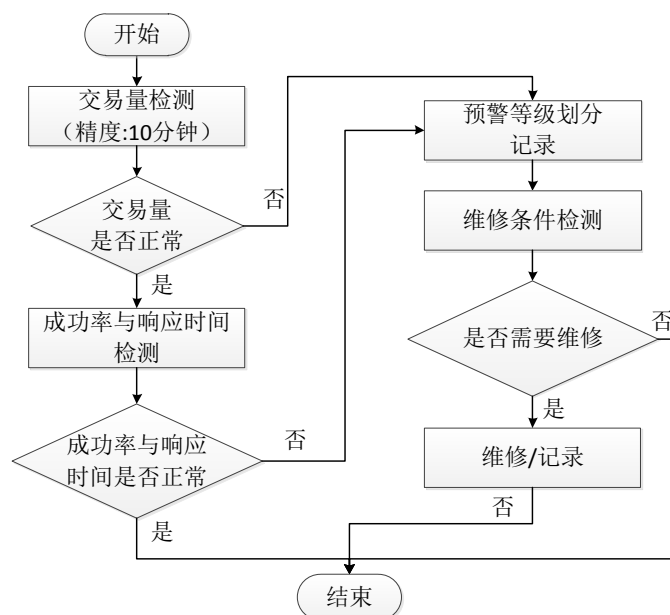 开始
交易量检测
（精度:10分钟）
否
交易量
是否正常
是
成功率与响应时间
检测
成功率与响应
时间是否正常
否
是
预警等级划分
记录
维修条件检测
是否需要维修
否
是
维修/记录
否
结束